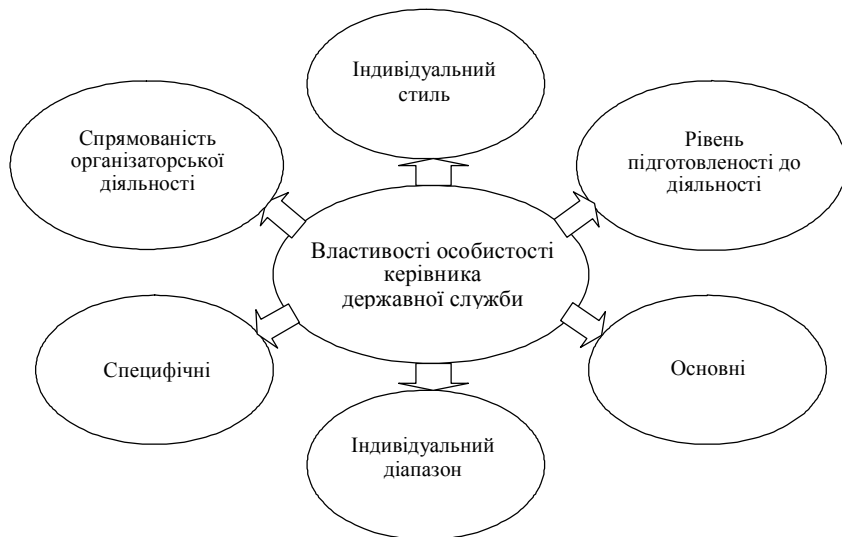 Індивідуальний
стиль
Спрямованість
організаторської
діяльності
Рівень
підготовленості до
діяльності
Властивості особистості
керівника
державної служби
Специфічні
Основні
Індивідуальний
діапазон